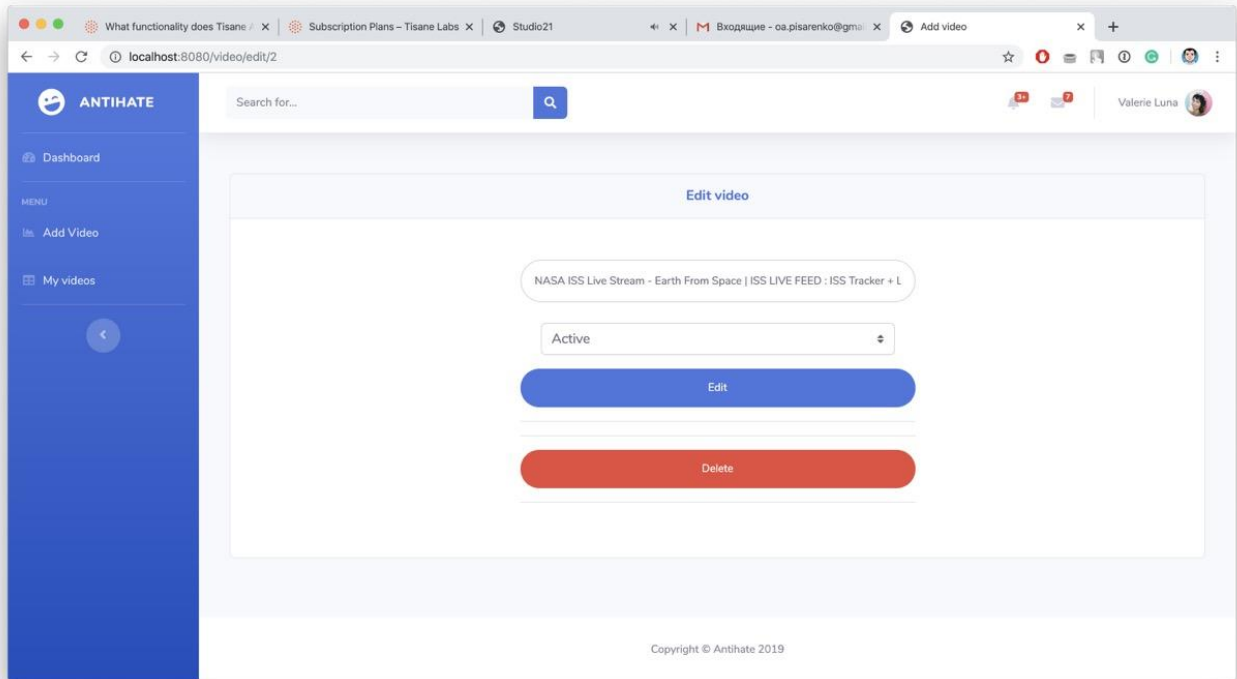 What functionality does Tisane A
Subscription Plans – Tisane Labs
Studio21
Входящие - oa.pisarenko@gmai
Add video
localhost:8080/video/edit/2
ANTIHATE
Search for...
3+
7
Valerie Luna
Dashboard
MENU
Add Video
My videos
Edit video
NASA ISS Live Stream - Earth From Space | ISS LIVE FEED : ISS Tracker + L
Active
Edit
Delete
Copyright © Antihate 2019